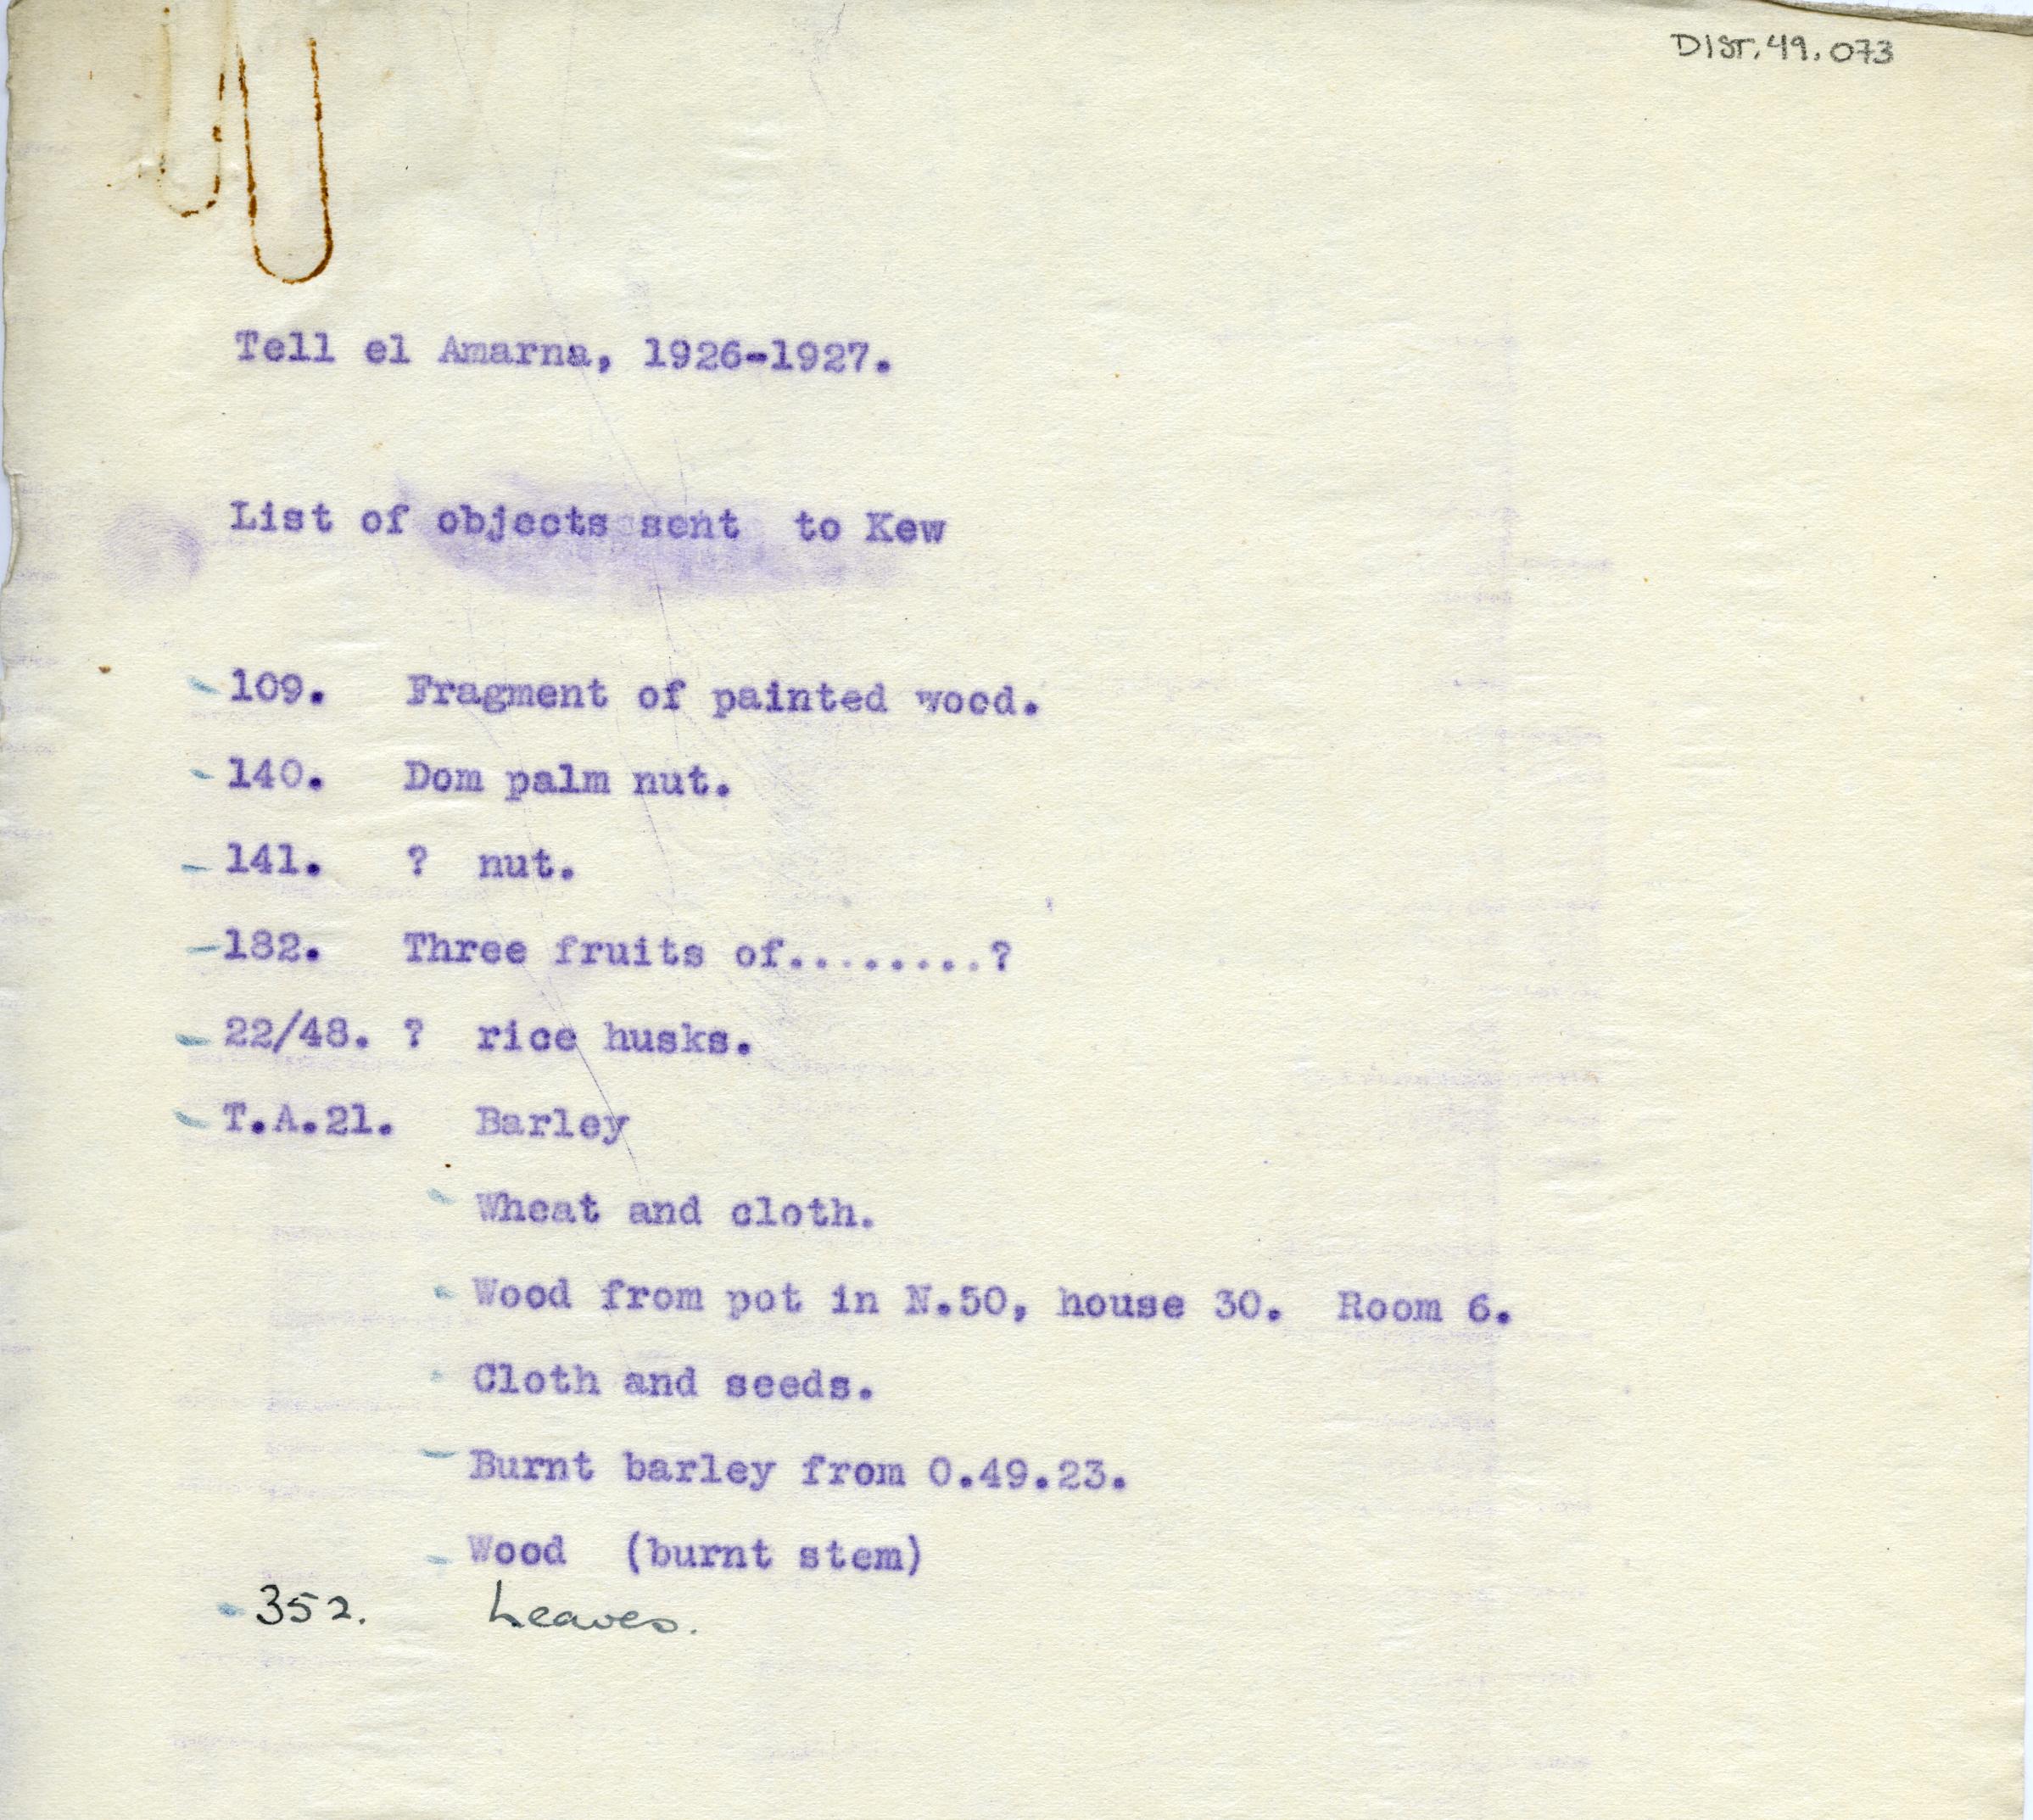 DIST.49.073
Tell el Amarna, 1926-1927.
List of objects sent to Kew
109. Fragment of painted wood.
140. Dom palm nut.
141. ? nut.
182. Three fruits of.........?
22/48. ? rice husks.
T.A.21. Barley
Wheat and cloth.
Wood from pot in N.50, house 30. Room 6.
Cloth and seeds.
Burnt barley from O.49.23.
Wood (burnt stem)
352. Leaves.